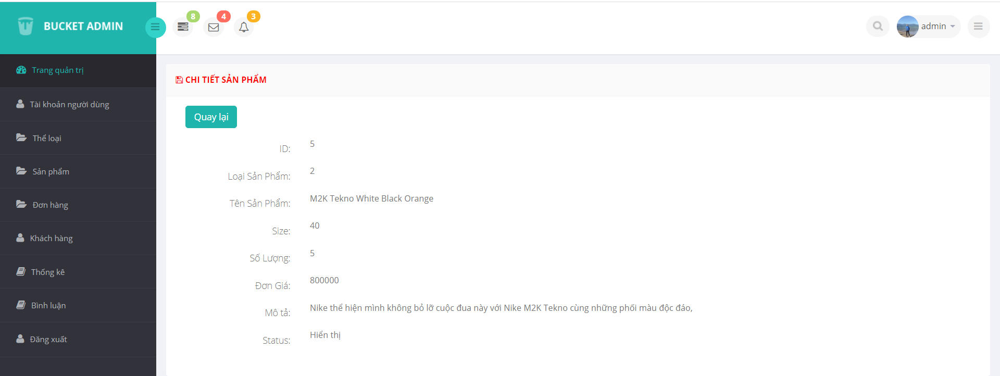 BUCKET ADMIN
8
4
3
admin
Trang quản trị
Tài khoản người dùng
Thể loại
Sản phẩm
Đơn hàng
Khách hàng
Thống kê
Bình luận
Đăng xuất
CHI TIẾT SẢN PHẨM
Quay lại
ID: 5
Loại Sản Phẩm: 2
Tên Sản Phẩm: M2K Tekno White Black Orange
Size: 40
Số Lượng: 5
Đơn Giá: 800000
Mô tả: Nike thể hiện mình không bỏ lỡ cuộc đua này với Nike M2K Tekno cùng những phối màu độc đáo,
Status: Hiển thị